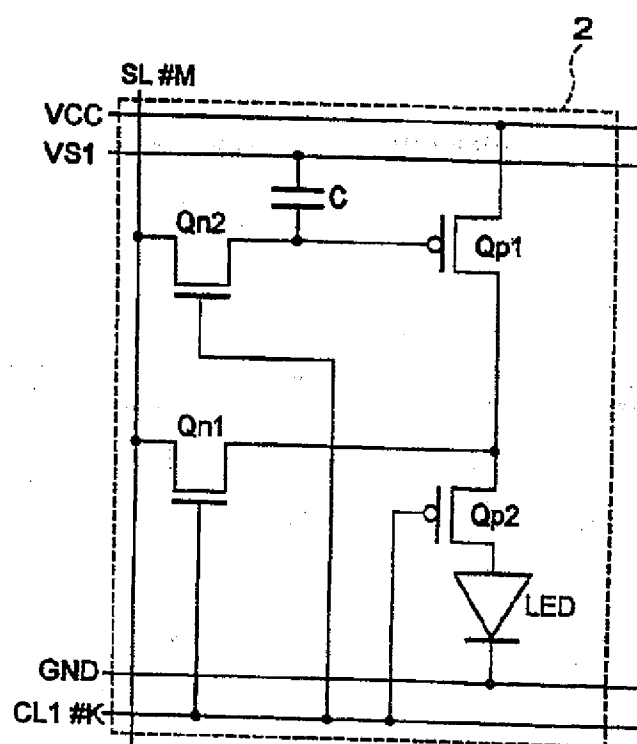 2
SL #M
VCC
VS1
C
Qn2
Qp1
Qn1
Qp2
LED
GND
CL1 #K